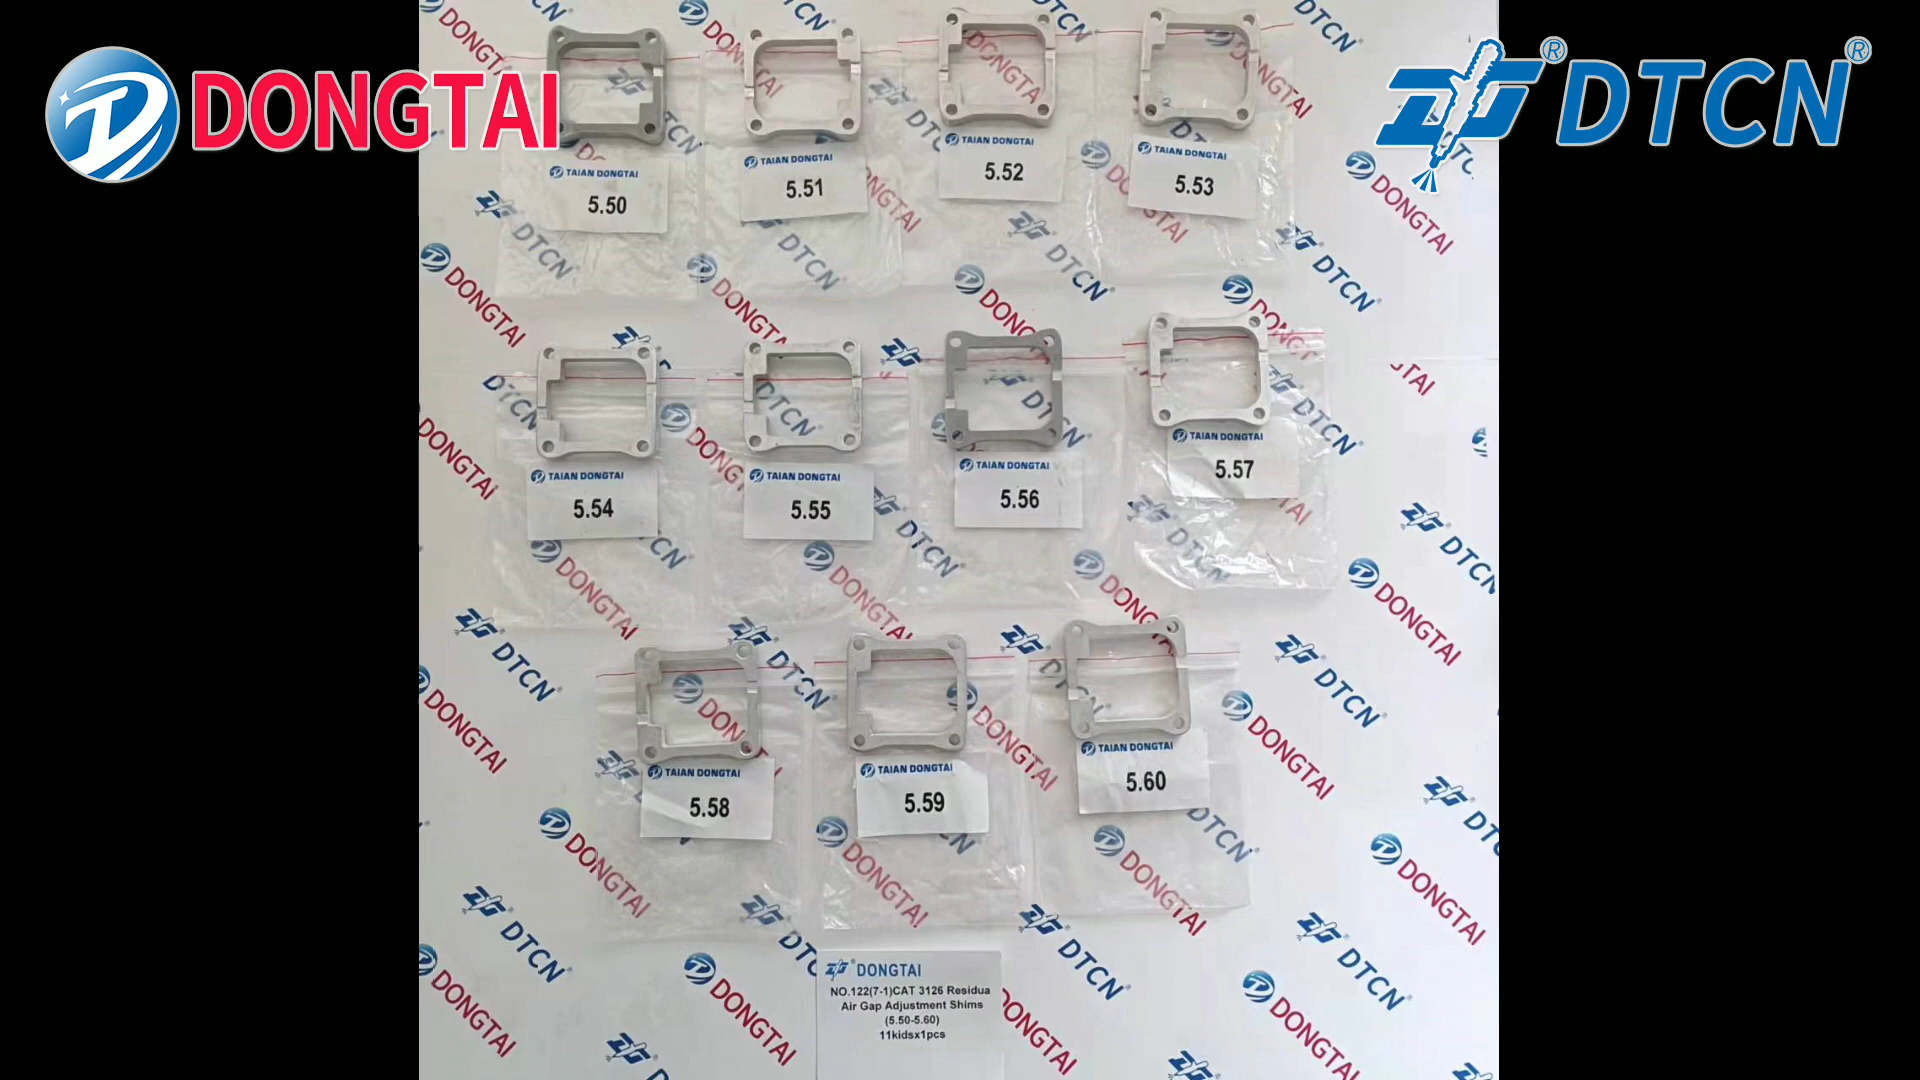 DONGTAI
DTCN
TAIAN DONGTAI
5.50
TAIAN DONGTAI
5.51
TAIAN DONGTAI
5.52
TAIAN DONGTAI
5.53
TAIAN DONGTAI
5.54
TAIAN DONGTAI
5.55
TAIAN DONGTAI
5.56
TAIAN DONGTAI
5.57
TAIAN DONGTAI
5.58
TAIAN DONGTAI
5.59
TAIAN DONGTAI
5.60
DONGTAI
NO.122(7-1)CAT 3126 Residua
Air Gap Adjustment Shims
(5.50-5.60)
11kidsx1pcs